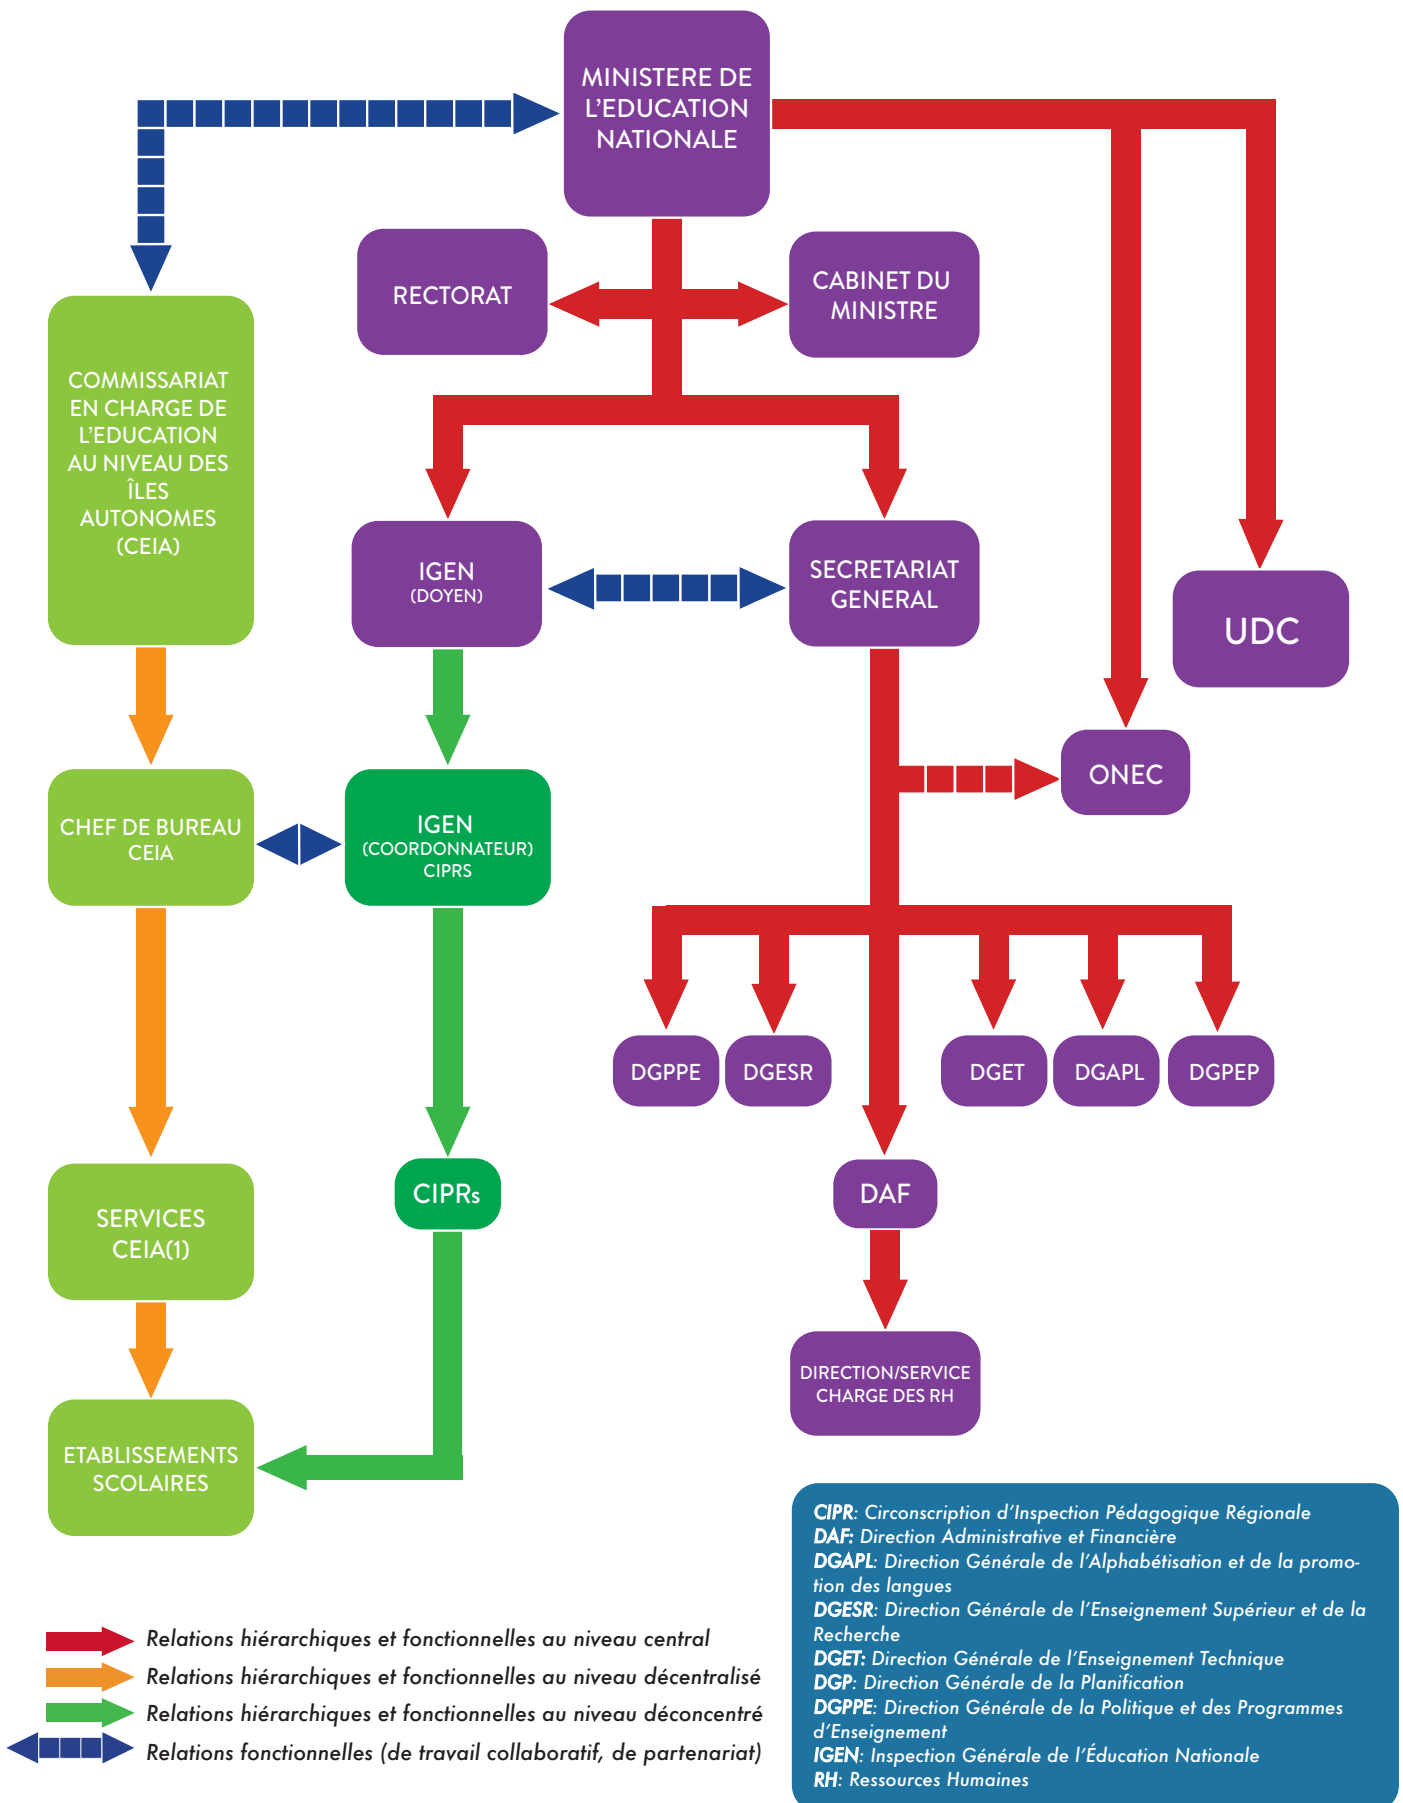 MINISTERE DE
L'EDUCATION
NATIONALE
RECTORAT
CABINET DU
MINISTRE
COMMISSARIAT
EN CHARGE DE
L'EDUCATION
AU NIVEAU DES
ÎLES
AUTONOMES
(CEIA)
IGEN
(DOYEN)
SECRETARIAT
GENERAL
UDC
ONEC
CHEF DE BUREAU
CEIA
IGEN
(COORDONNATEUR)
CIPRS
DGPPE
DGESR
DGET
DGAPL
DGPEP
SERVICES
CEIA(1)
CIPRs
DAF
DIRECTION/SERVICE
CHARGE DES RH
ETABLISSEMENTS
SCOLAIRES
CIPR: Circonscription d'Inspection Pédagogique Régionale
DAF: Direction Administrative et Financière
DGAPL: Direction Générale de l'Alphabétisation et de la promo-
tion des langues
DGESR: Direction Générale de l'Enseignement Supérieur et de la
Recherche
DGET: Direction Générale de l'Enseignement Technique
DGP: Direction Générale de la Planification
DGPPE: Direction Générale de la Politique et des Programmes
d'Enseignement
IGEN: Inspection Générale de l'Éducation Nationale
RH: Ressources Humaines
Relations hiérarchiques et fonctionnelles au niveau central
Relations hiérarchiques et fonctionnelles au niveau décentralisé
Relations hiérarchiques et fonctionnelles au niveau déconcentré
Relations fonctionnelles (de travail collaboratif, de partenariat)